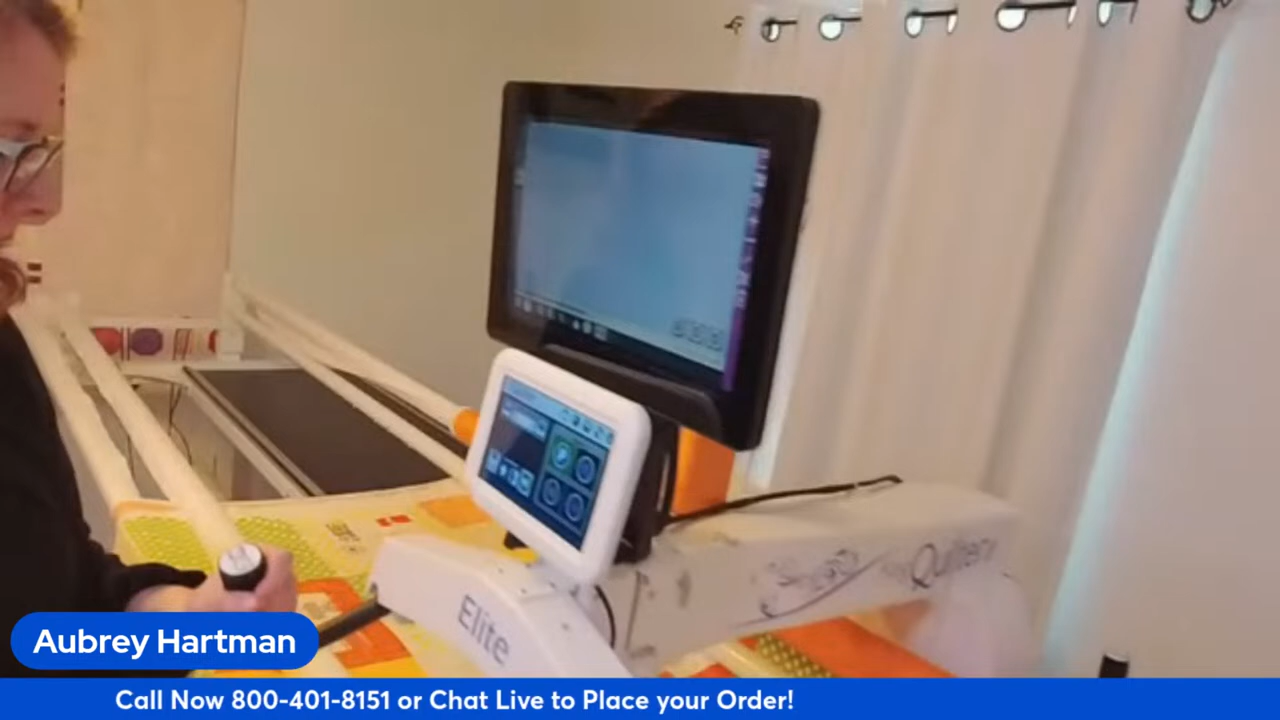 Elite
Quilter
Aubrey Hartman
Call Now 800-401-8151 or Chat Live to Place your Order!